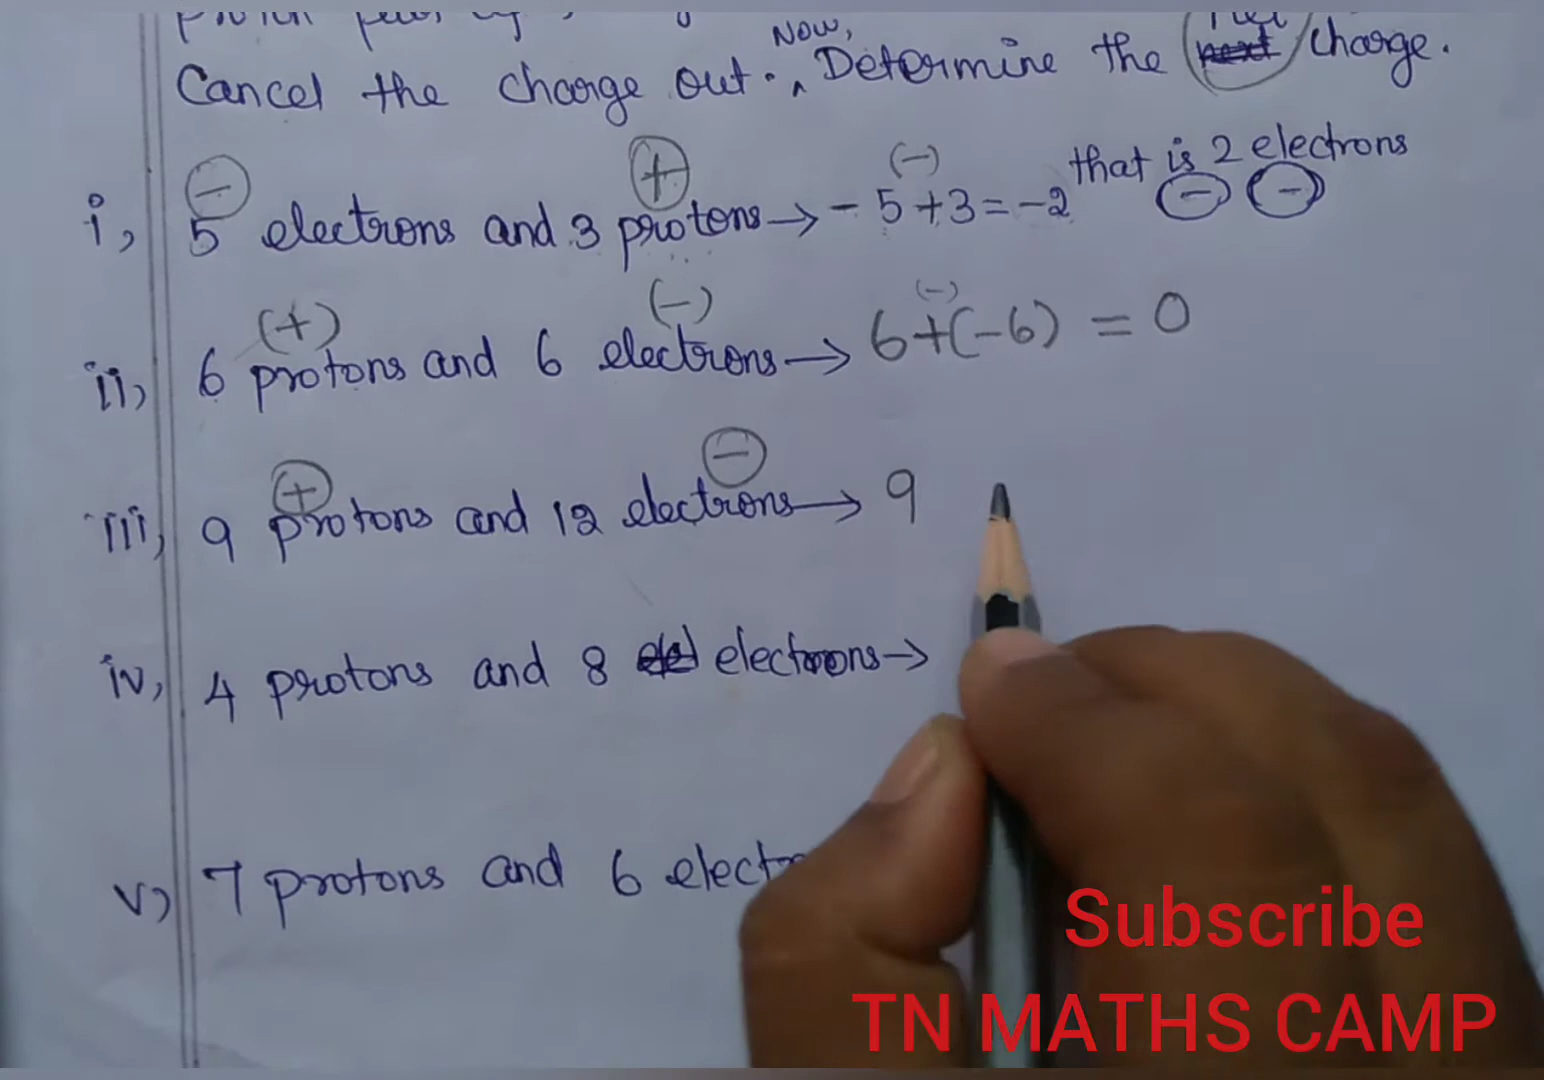 Now,
Cancel the charge out. ^ Determine the charge.
(-)
that is 2 electrons
i, 5 electrons and 3 protons → - 5 + 3 = -2
(+) (-) (-)
ii, 6 protons and 6 electrons → 6+(-6) = 0
iii, 9 protons and 12 electrons → 9
iv, 4 protons and 8 electrons →
v, 7 protons and 6 elect
Subscribe
TN MATHS CAMP